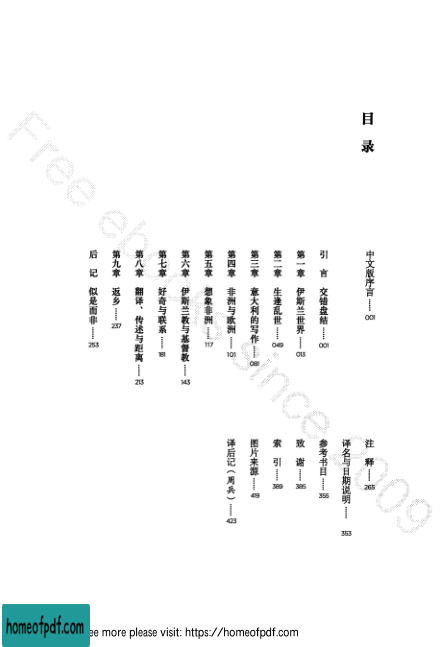 目录
中文版序言……001
引 言 交错盘结……001
第一章 伊斯兰世界……013
第二章 生逢乱世……049
第三章 意大利的写作……081
第四章 非洲与欧洲……101
第五章 想象非洲……117
第六章 伊斯兰教与基督教……143
第七章 好奇与联系……181
第八章 翻译、传述与距离……213
第九章 返乡……237
后 记 似是而非……253
注 释……265
译名与日期说明……353
参考书目……355
致 谢……385
索 引……389
图片来源……419
译后记(周兵)……423
Free ebooks since 2009
homeofpdf.com
ee more please visit: https://homeofpdf.com